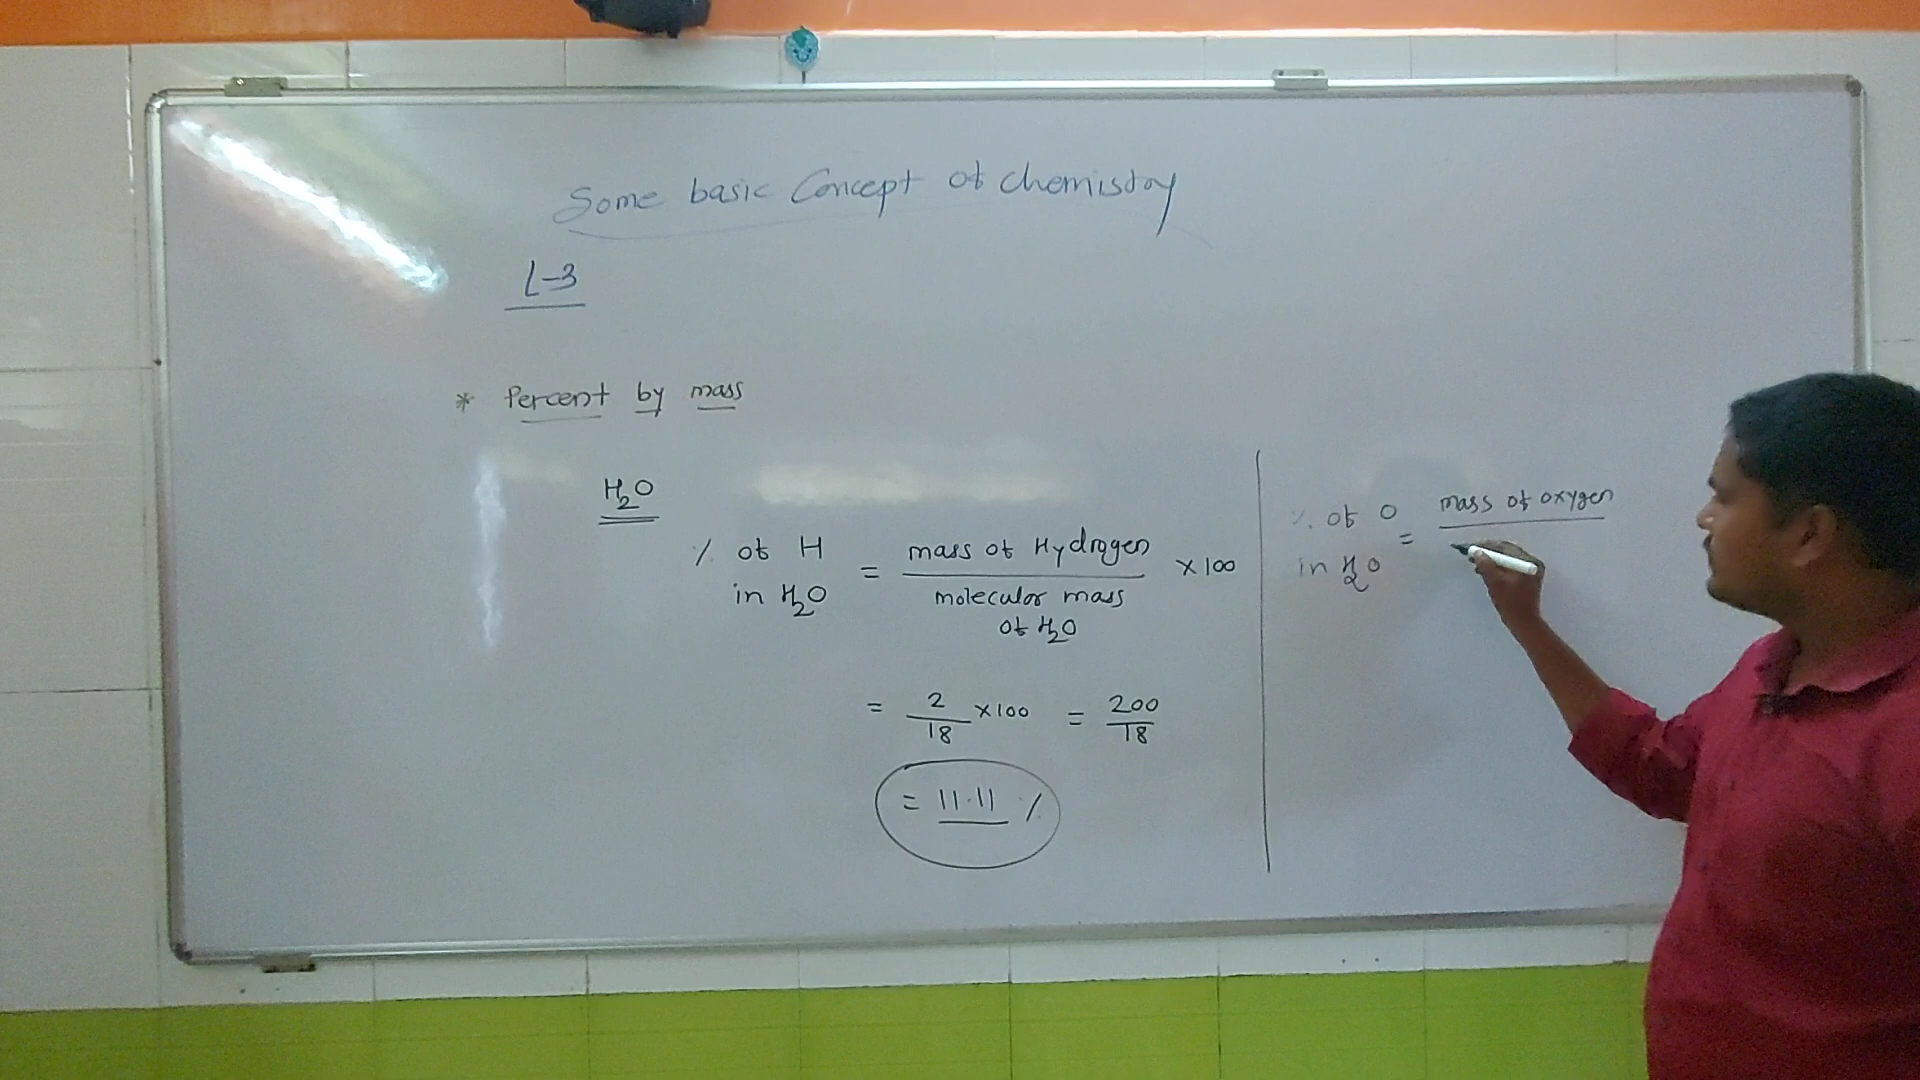 Some basic Concept of chemistry
L-3
* Percent by mass
H2O
% of H in H2O = mass of Hydrogen / molecular mass of H2O × 100
= 2/18 × 100 = 200/18
= 11.11 %
% of O in H2O = mass of oxygen